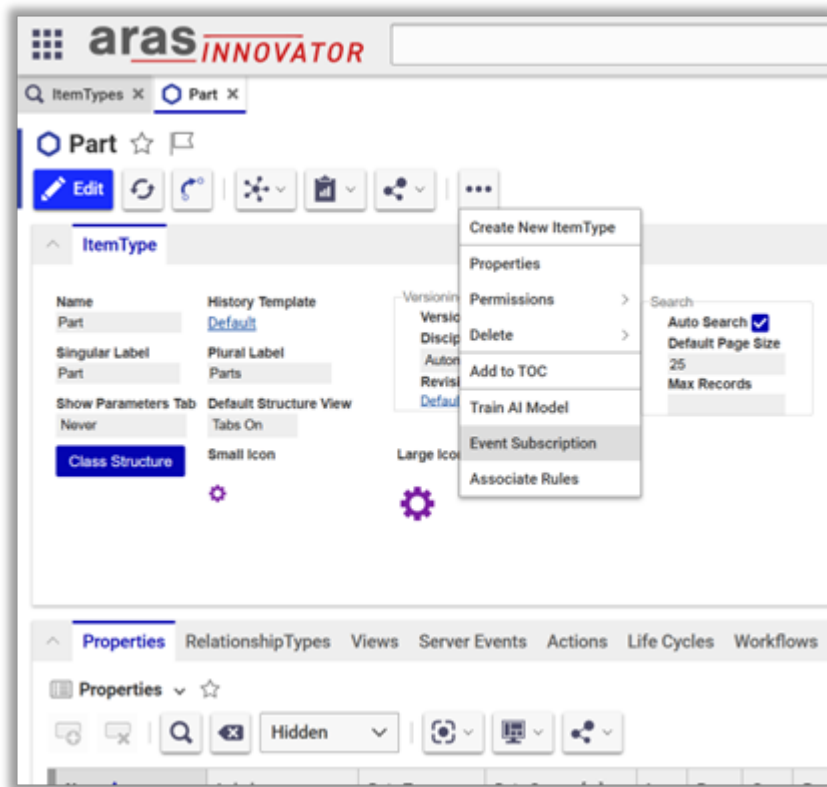 aras INNOVATOR
ItemTypes
Part
Part
Edit
Create New ItemType
Properties
Permissions
Delete
Add to TOC
Train AI Model
Event Subscription
Associate Rules
ItemType
Name
Part
History Template
Default
Singular Label
Part
Plural Label
Parts
Show Parameters Tab
Never
Default Structure View
Tabs On
Class Structure
Small Icon
Search
Auto Search
Default Page Size
25
Max Records
Properties RelationshipTypes Views Server Events Actions Life Cycles Workflows
Properties
Hidden